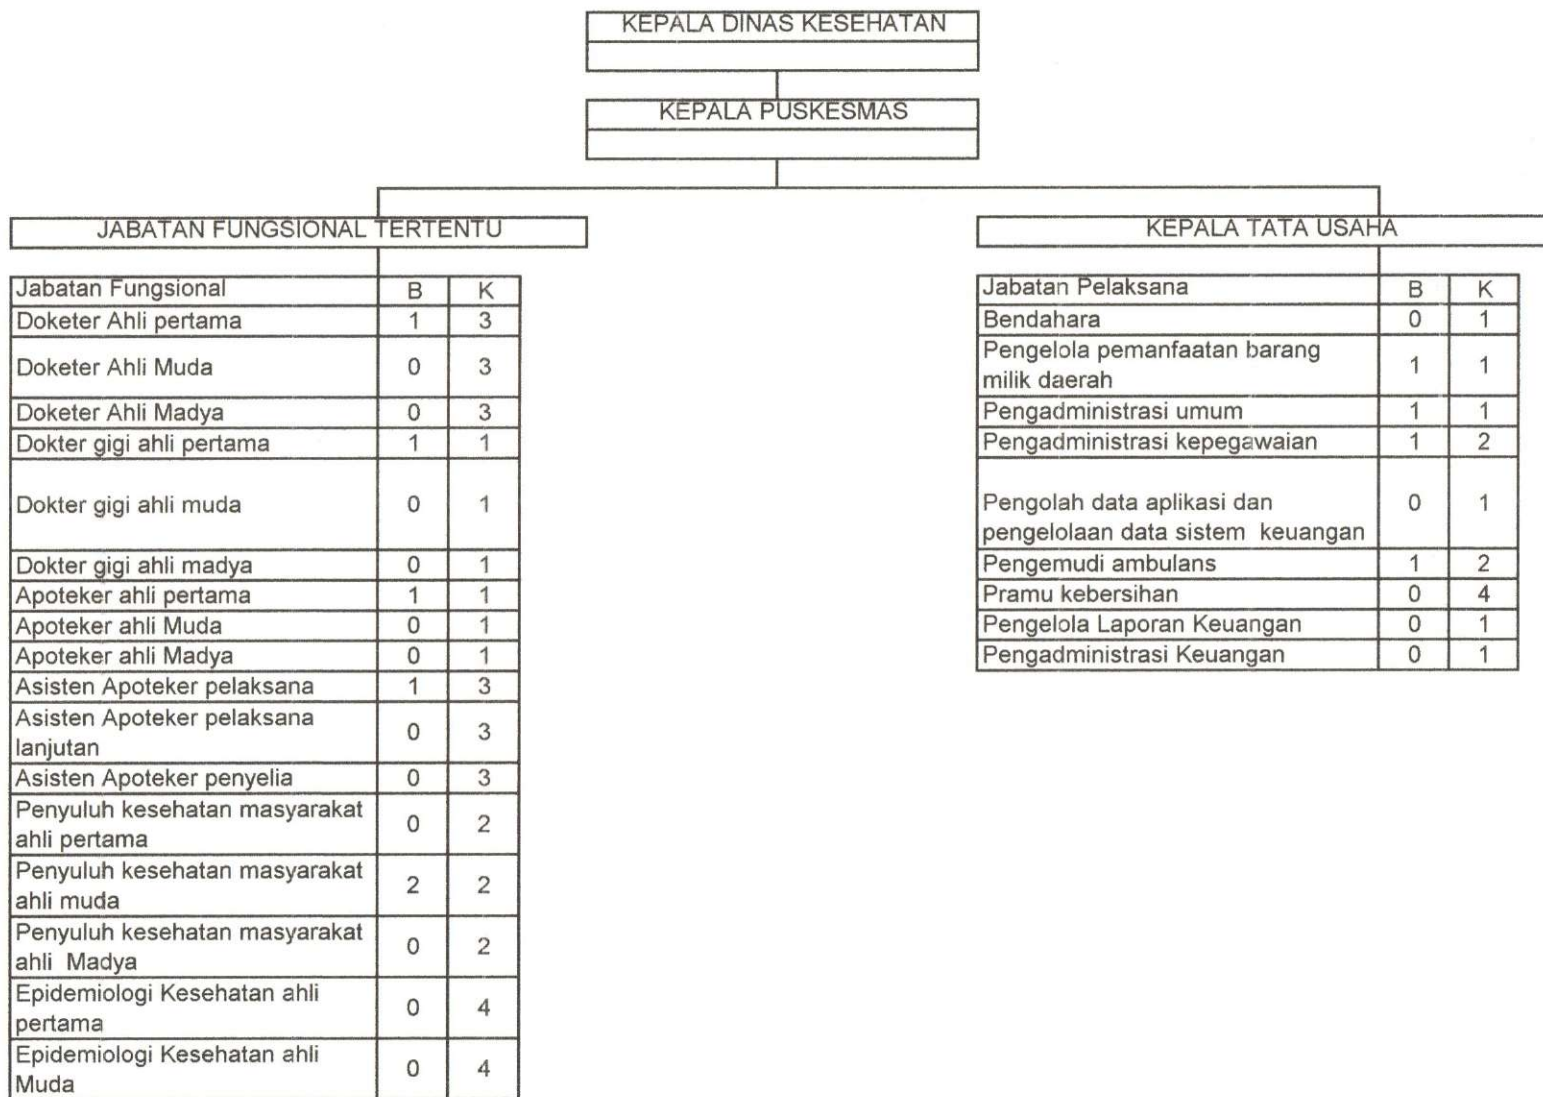 KEPALA DINAS KESEHATAN
KEPALA PUSKESMAS
JABATAN FUNGSIONAL TERTENTU
Jabatan Fungsional B K
Doketer Ahli pertama 1 3
Doketer Ahli Muda 0 3
Doketer Ahli Madya 0 3
Dokter gigi ahli pertama 1 1
Dokter gigi ahli muda 0 1
Dokter gigi ahli madya 0 1
Apoteker ahli pertama 1 1
Apoteker ahli Muda 0 1
Apoteker ahli Madya 0 1
Asisten Apoteker pelaksana 1 3
Asisten Apoteker pelaksana
lanjutan 0 3
Asisten Apoteker penyelia 0 3
Penyuluh kesehatan masyarakat
ahli pertama 0 2
Penyuluh kesehatan masyarakat
ahli muda 2 2
Penyuluh kesehatan masyarakat
ahli Madya 0 2
Epidemiologi Kesehatan ahli
pertama 0 4
Epidemiologi Kesehatan ahli
Muda 0 4
KEPALA TATA USAHA
Jabatan Pelaksana B K
Bendahara 0 1
Pengelola pemanfaatan barang
milik daerah 1 1
Pengadministrasi umum 1 1
Pengadministrasi kepegawaian 1 2
Pengolah data aplikasi dan
pengelolaan data sistem keuangan 0 1
Pengemudi ambulans 1 2
Pramu kebersihan 0 4
Pengelola Laporan Keuangan 0 1
Pengadministrasi Keuangan 0 1